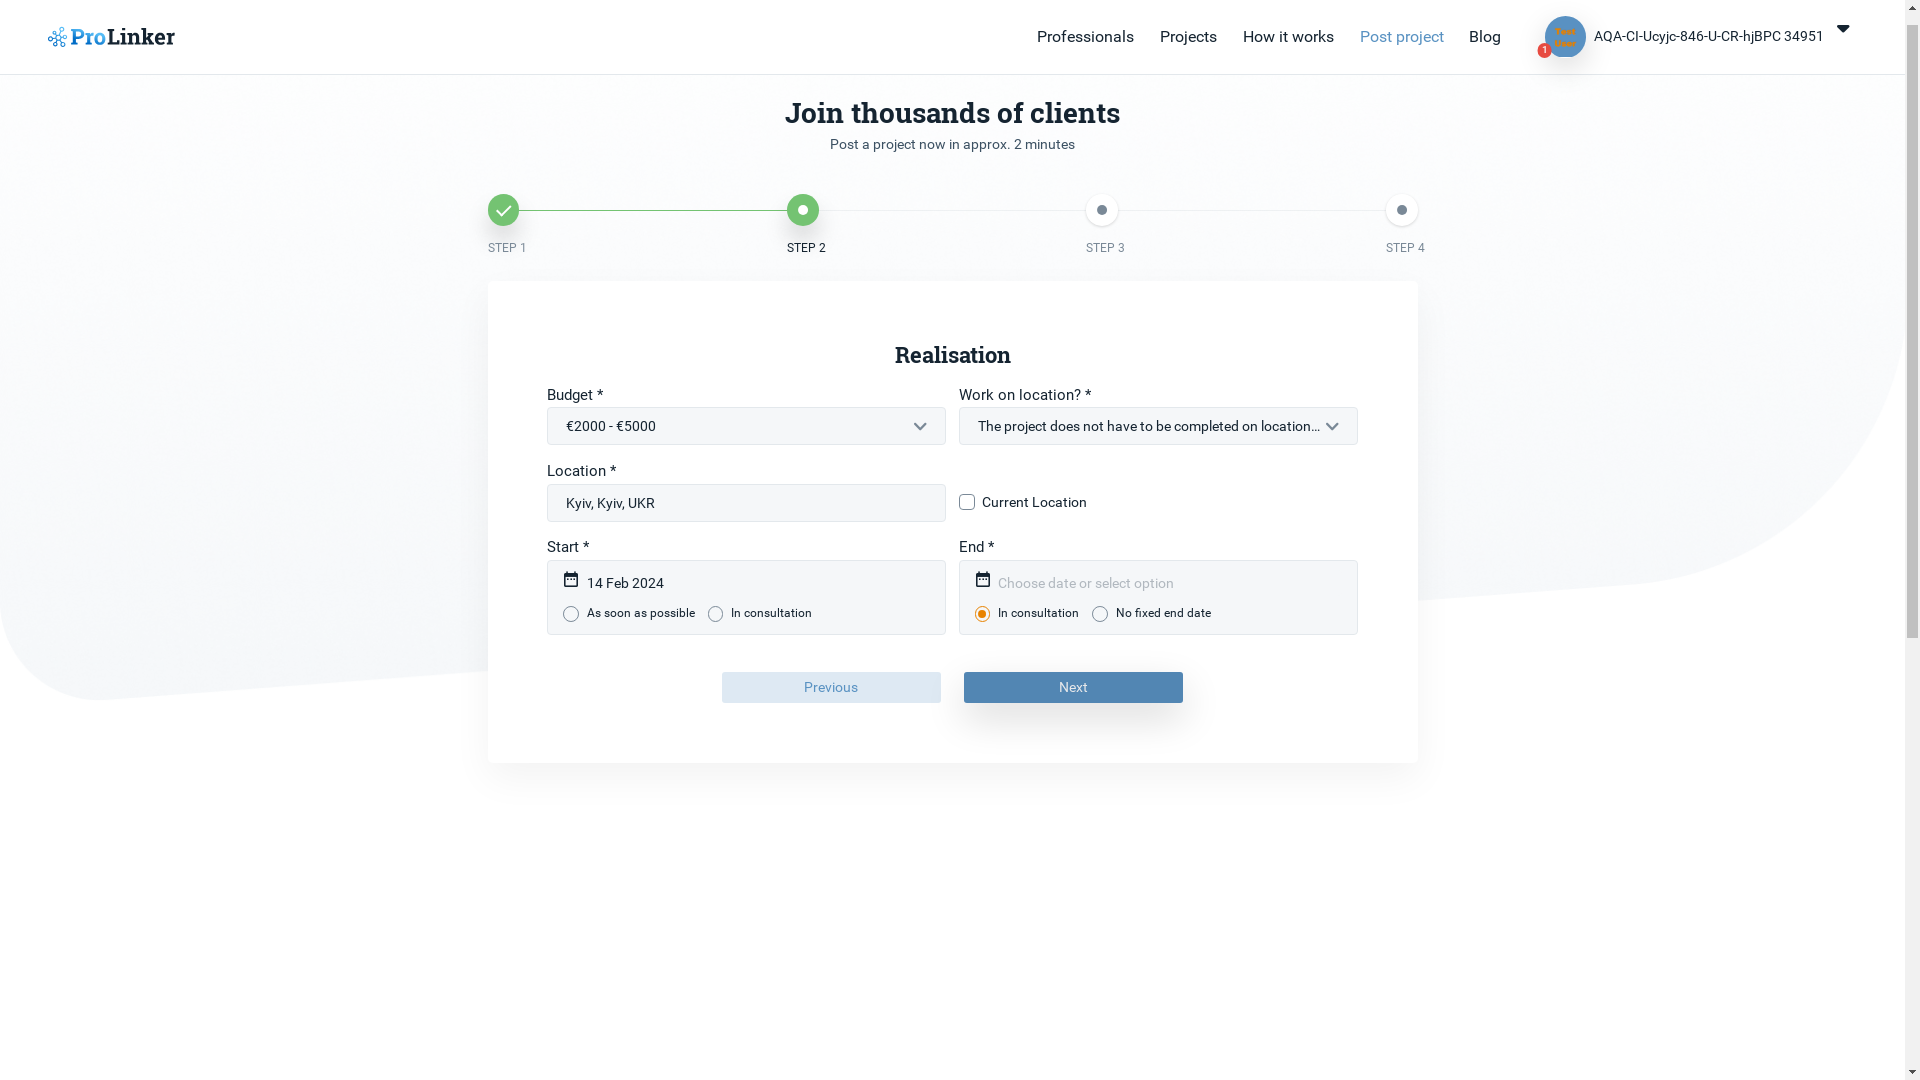 ProLinker
Professionals
Projects
How it works
Post project
Blog
Test
User
1
AQA-CI-Ucyjc-846-U-CR-hjBPC 34951
Join thousands of clients
Post a project now in approx. 2 minutes
STEP 1
STEP 2
STEP 3
STEP 4
Realisation
Budget *
€2000 - €5000
Work on location? *
The project does not have to be completed on location...
Location *
Kyiv, Kyiv, UKR
Current Location
Start *
14 Feb 2024
As soon as possible
In consultation
End *
Choose date or select option
In consultation
No fixed end date
Previous
Next